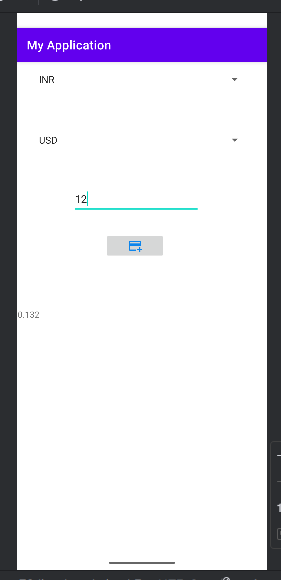 My Application
INR
USD
12
0.132